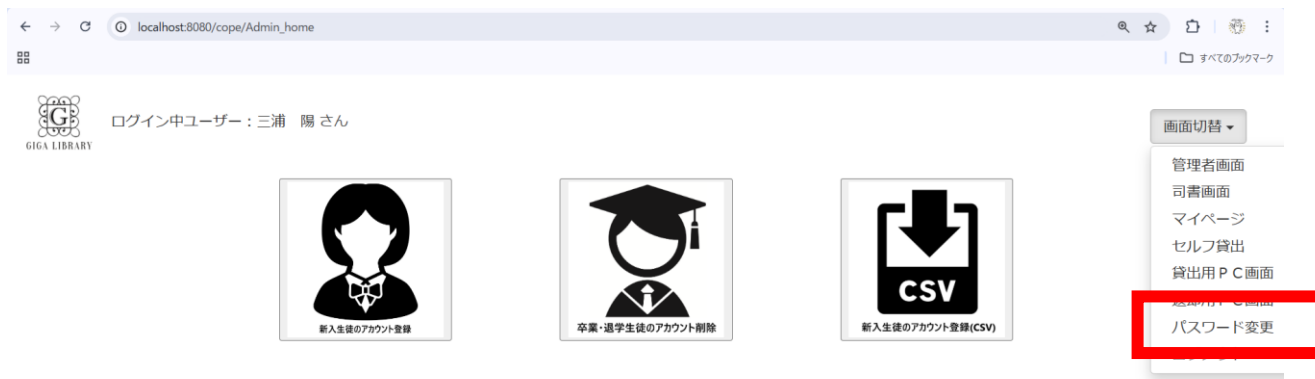 localhost:8080/cope/Admin_home
すべてのブックマーク
G
GIGA LIBRARY
ログイン中ユーザー：三浦　陽 さん
画面切替
管理者画面
司書画面
マイページ
セルフ貸出
貸出用ＰＣ画面
パスワード変更
新入生徒のアカウント登録
卒業・退学生徒のアカウント削除
CSV
新入生徒のアカウント登録(CSV)